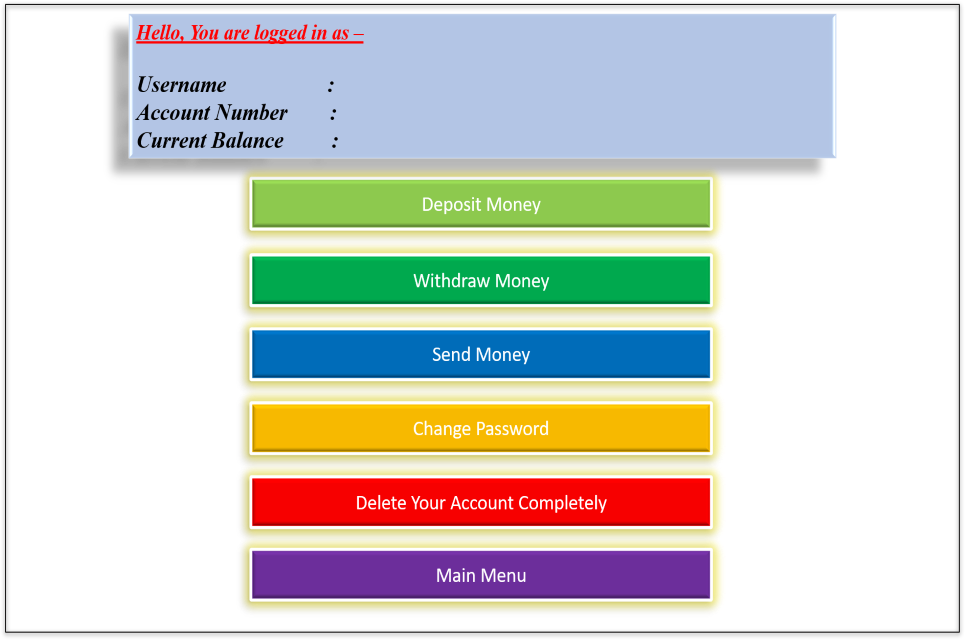 Hello, You are logged in as –
Username :
Account Number :
Current Balance :
Deposit Money
Withdraw Money
Send Money
Change Password
Delete Your Account Completely
Main Menu